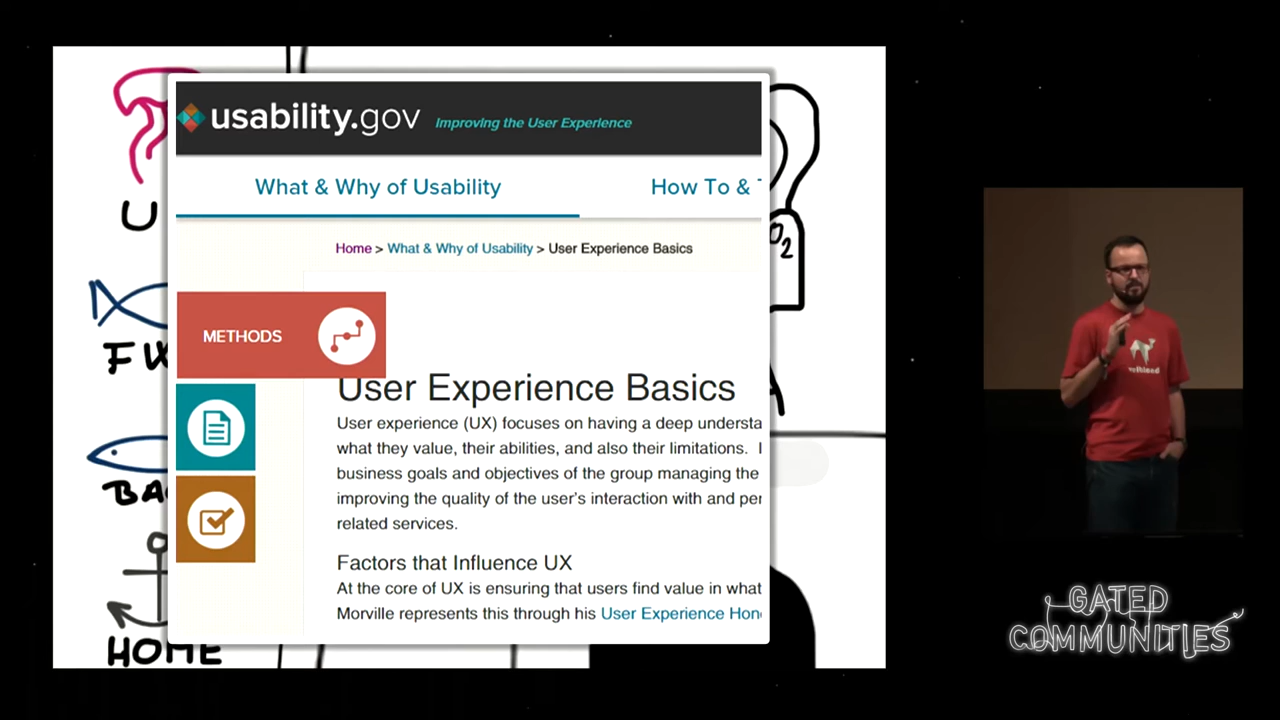 usability.gov Improving the User Experience
What & Why of Usability
How To &
Home > What & Why of Usability > User Experience Basics
METHODS
User Experience Basics
User experience (UX) focuses on having a deep understa
what they value, their abilities, and also their limitations.
business goals and objectives of the group managing the
improving the quality of the user's interaction with and per
related services.
Factors that Influence UX
At the core of UX is ensuring that users find value in what
Morville represents this through his User Experience Hon
U
FW
BA
HOME
O2
GATED
COMMUNITIES